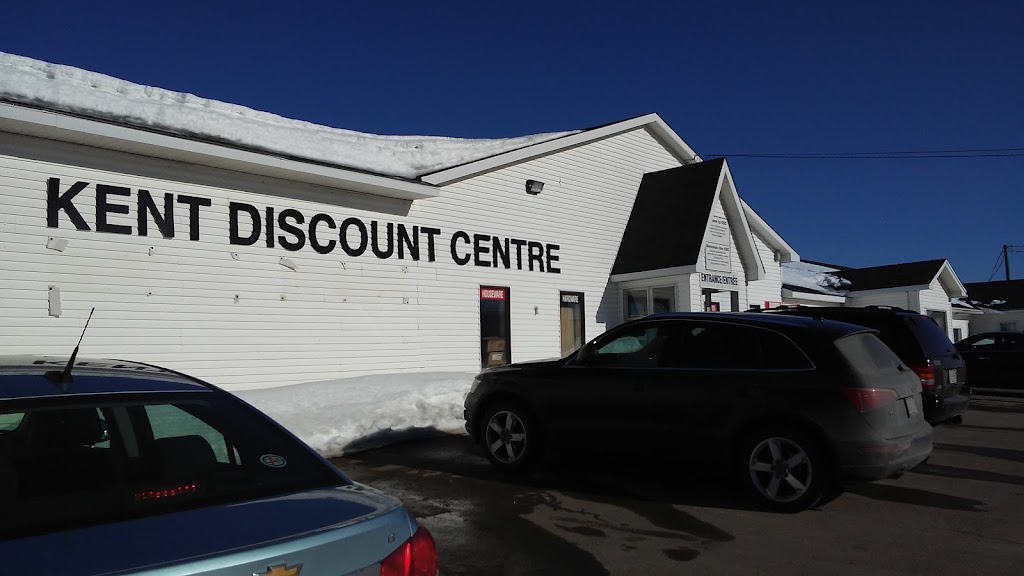 KENT DISCOUNT CENTRE
HOUSEWARE
HARDWARE
ENTRANCE/ENTRÉE